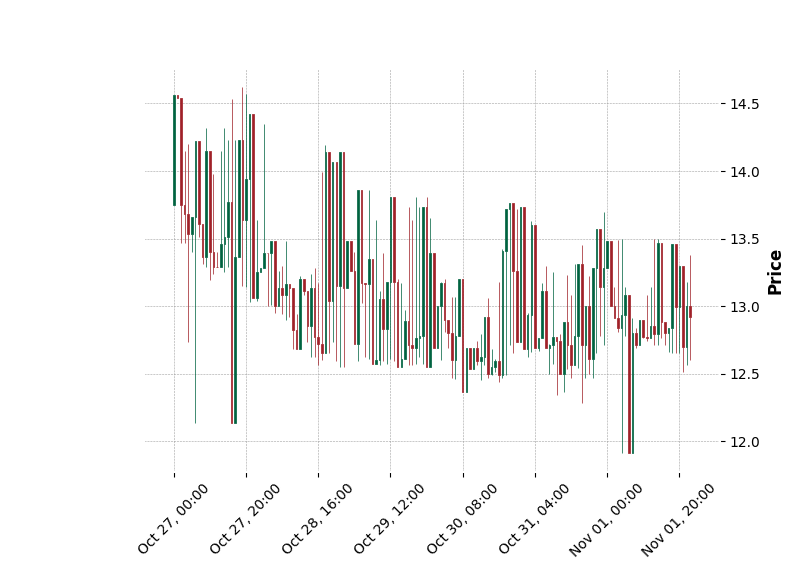 14.5
14.0
13.5
13.0
12.5
12.0
Price
Oct 27, 00:00
Oct 27, 20:00
Oct 28, 16:00
Oct 29, 12:00
Oct 30, 08:00
Oct 31, 04:00
Nov 01, 00:00
Nov 01, 20:00